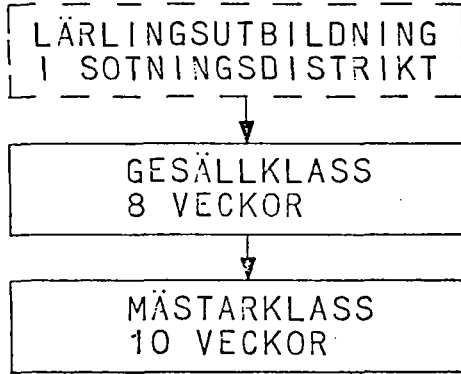 LÄRLINGSUTBILDNING
I SOTNINGSDISTRIKT
GESÄLLKLASS
8 VECKOR
MÄSTARKLASS
10 VECKOR